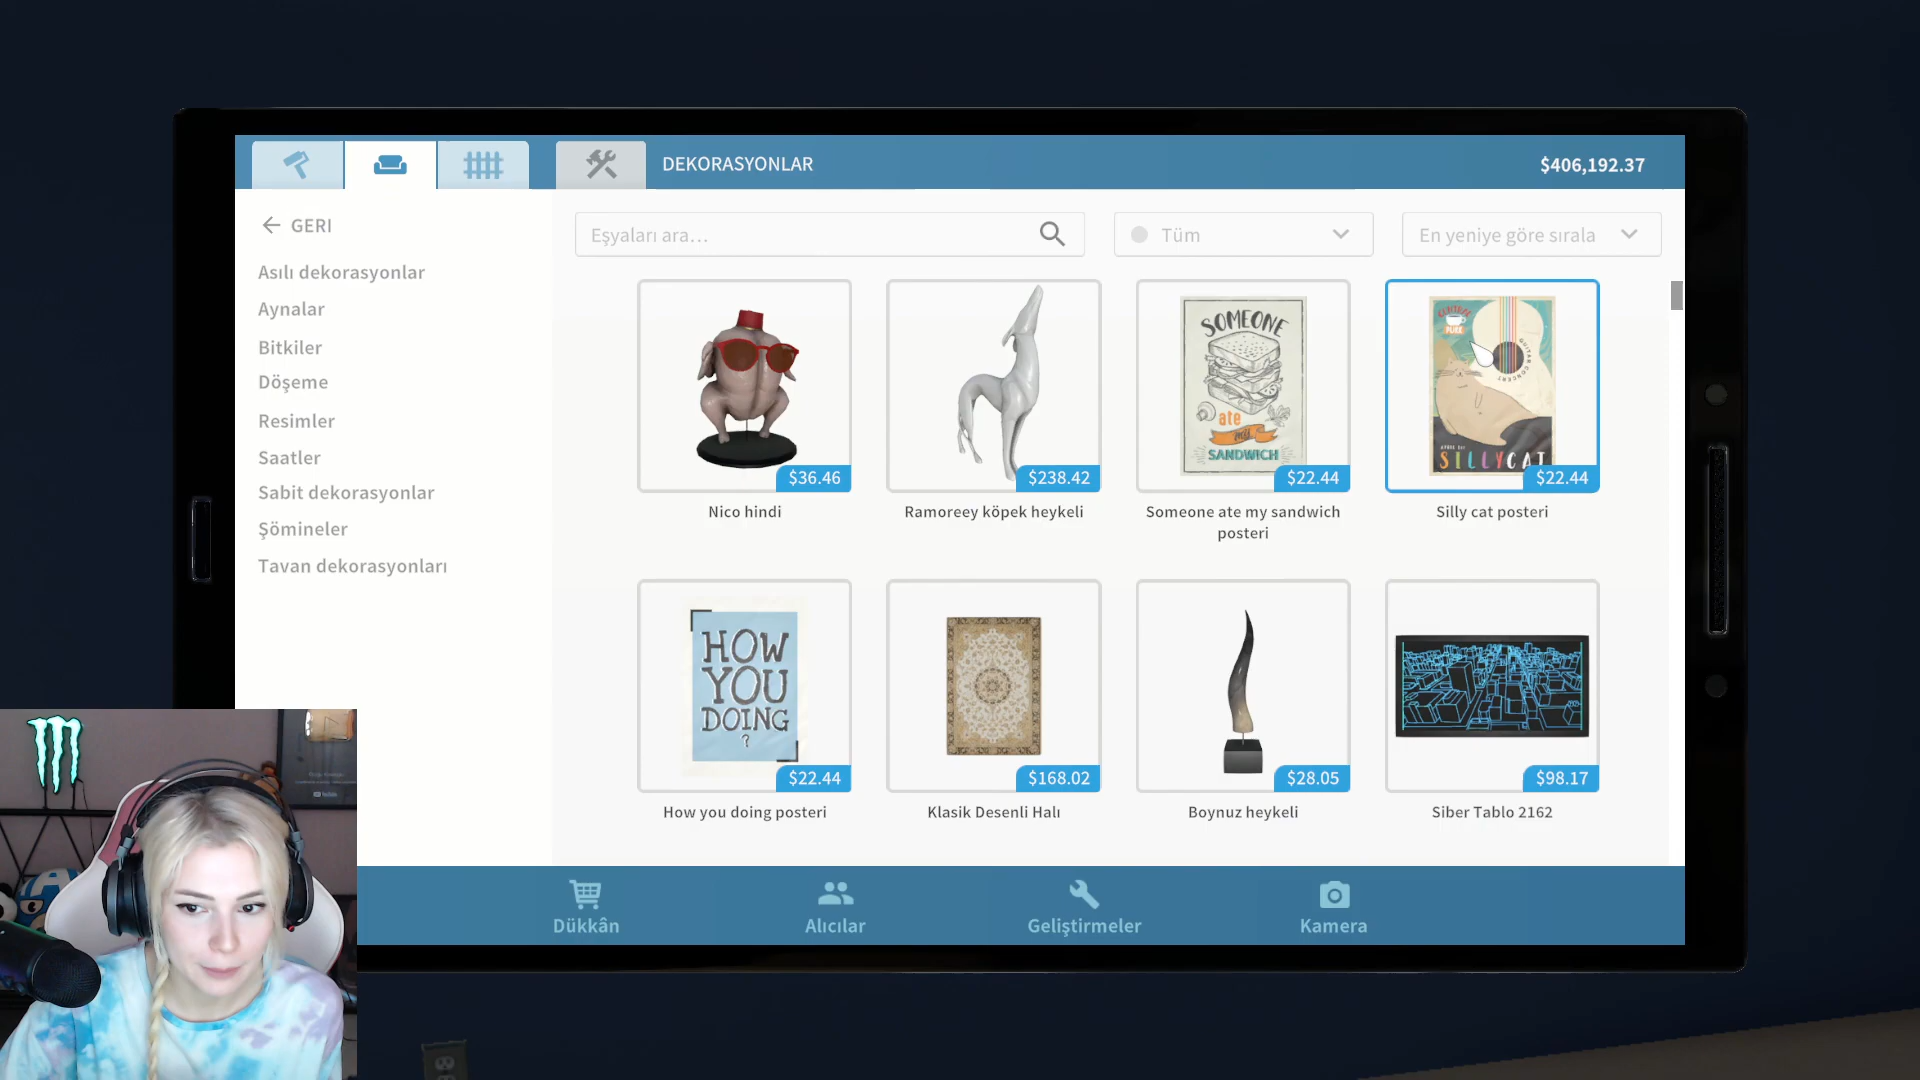 DEKORASYONLAR
$406,192.37
GERI
Asılı dekorasyonlar
Aynalar
Bitkiler
Döşeme
Resimler
Saatler
Sabit dekorasyonlar
Şömineler
Tavan dekorasyonları
Eşyaları ara...
Tüm
En yeniye göre sırala
$36.46
Nico hindi
$238.42
Ramoreey köpek heykeli
SOMEONE
ate
my
SANDWICH
$22.44
Someone ate my sandwich
posteri
GUITAR CONCERT
SILLYCAT
$22.44
Silly cat posteri
HOW
YOU
DOING
?
$22.44
How you doing posteri
$168.02
Klasik Desenli Halı
$28.05
Boynuz heykeli
$98.17
Siber Tablo 2162
Dükkân
Alıcılar
Geliştirmeler
Kamera